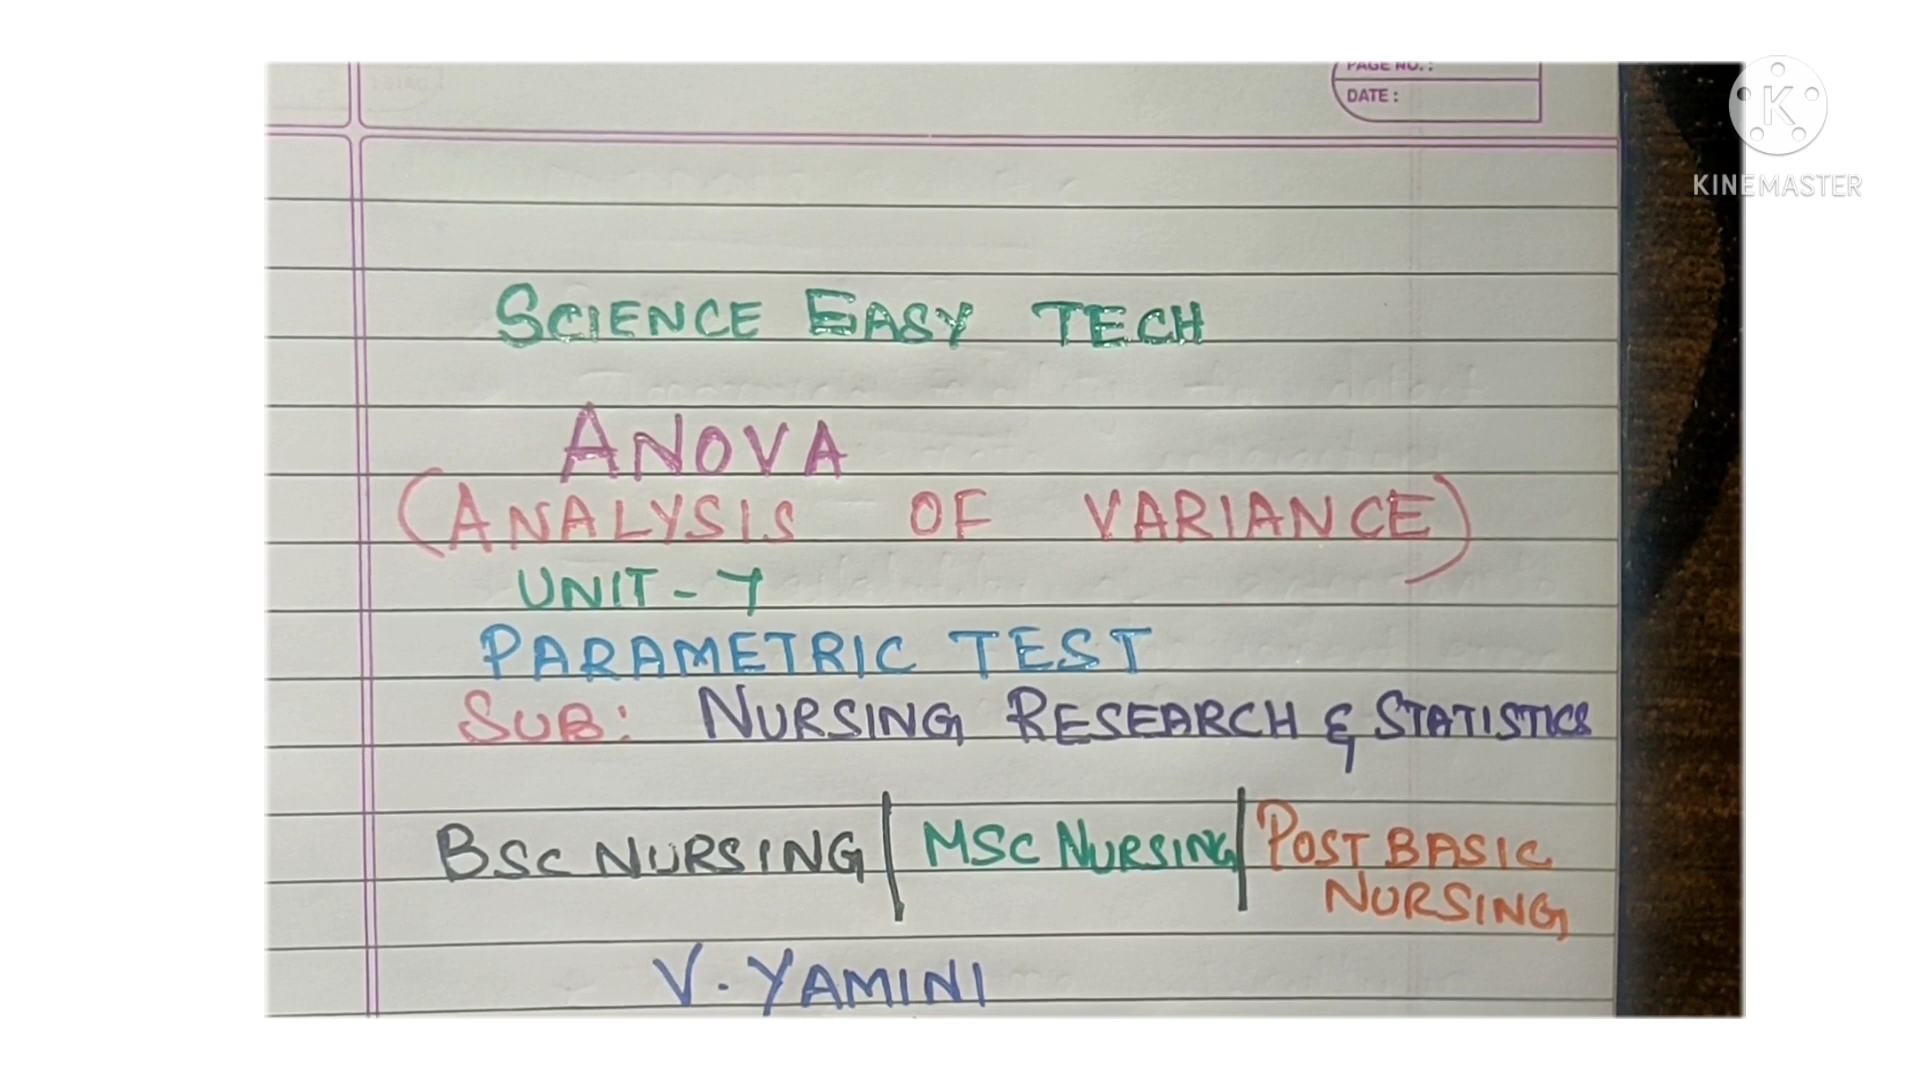 PAGE NO. :
DATE :
KINEMASTER
SCIENCE EASY TECH
ANOVA
(ANALYSIS OF VARIANCE)
UNIT - 7
PARAMETRIC TEST
SUB: NURSING RESEARCH & STATISTICS
BSC NURSING | MSC NURSING | POST BASIC
NURSING
V. YAMINI